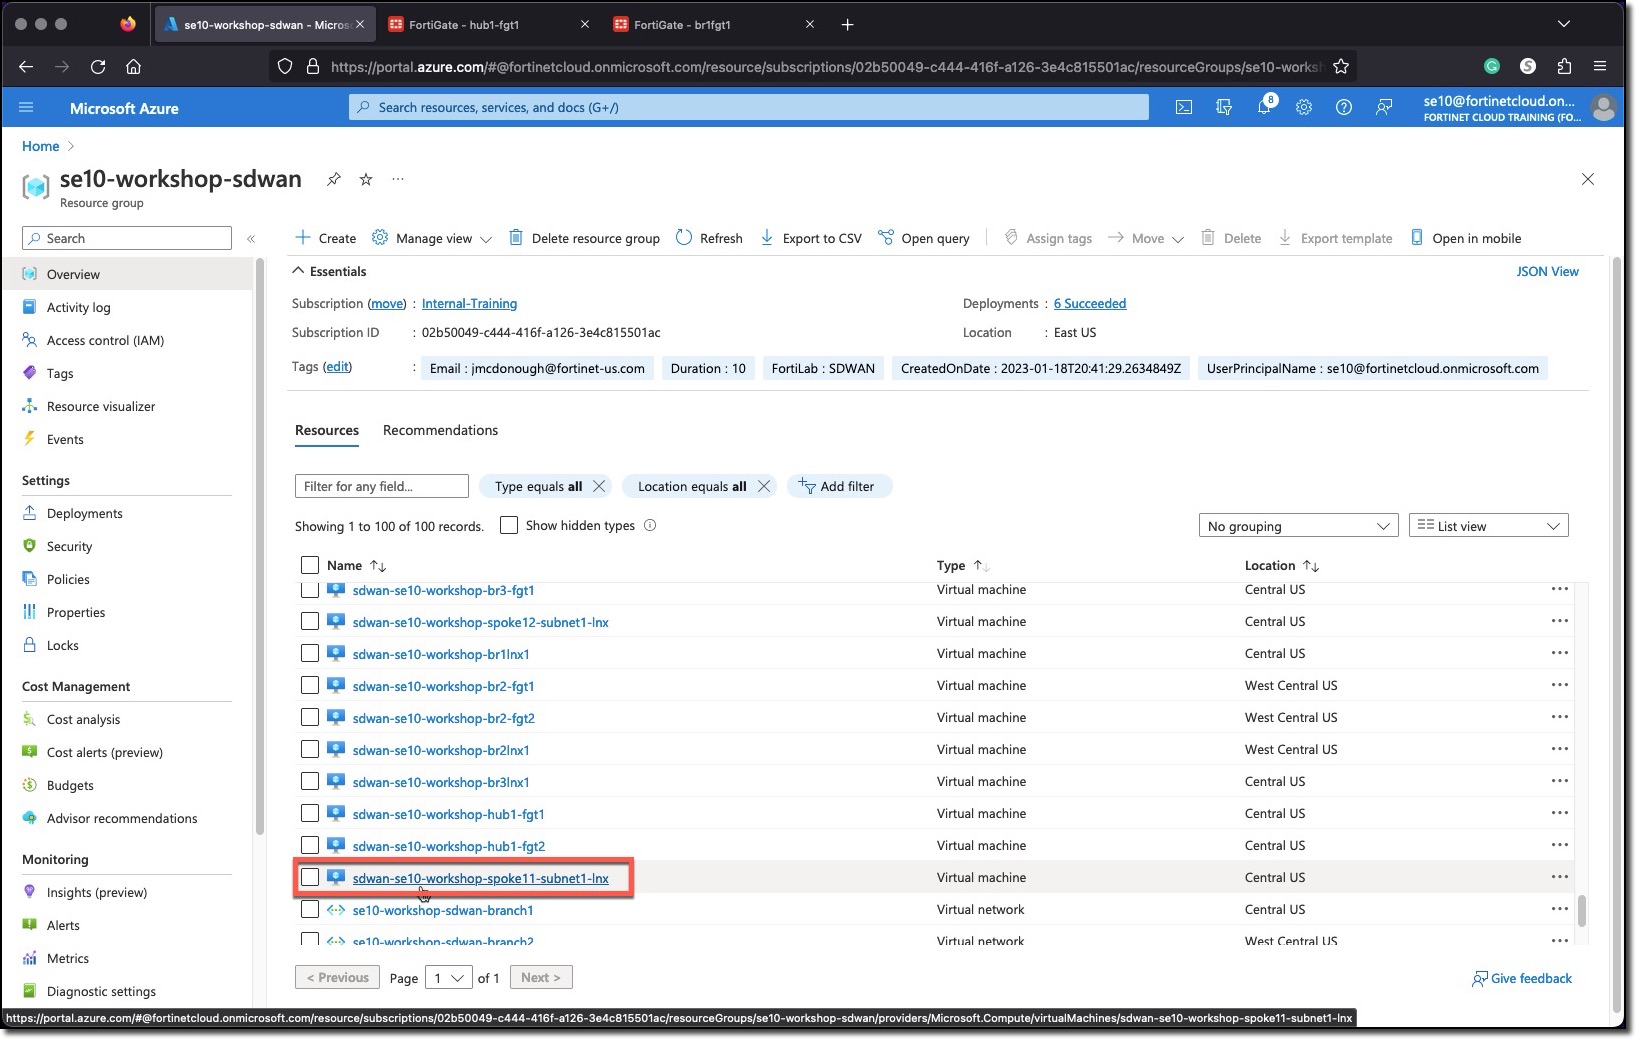 se10-workshop-sdwan - Micros
FortiGate - hub1-fgt1
FortiGate - br1fgt1
https://portal.azure.com/#@fortinetcloud.onmicrosoft.com/resource/subscriptions/02b50049-c444-416f-a126-3e4c815501ac/resourceGroups/se10-works
Microsoft Azure
Search resources, services, and docs (G+/)
8
se10@fortinetcloud.on...
FORTINET CLOUD TRAINING (FO...
Home
se10-workshop-sdwan
Resource group
Search
Create
Manage view
Delete resource group
Refresh
Export to CSV
Open query
Assign tags
Move
Delete
Export template
Open in mobile
Overview
Activity log
Access control (IAM)
Tags
Resource visualizer
Events
Settings
Deployments
Security
Policies
Properties
Locks
Cost Management
Cost analysis
Cost alerts (preview)
Budgets
Advisor recommendations
Monitoring
Insights (preview)
Alerts
Metrics
Diagnostic settings
Essentials
JSON View
Subscription (move) : Internal-Training
Deployments : 6 Succeeded
Subscription ID : 02b50049-c444-416f-a126-3e4c815501ac
Location : East US
Tags (edit) : Email : jmcdonough@fortinet-us.com Duration : 10 FortiLab : SDWAN CreatedOnDate : 2023-01-18T20:41:29.2634849Z UserPrincipalName : se10@fortinetcloud.onmicrosoft.com
Resources
Recommendations
Filter for any field...
Type equals all
Location equals all
Add filter
Showing 1 to 100 of 100 records.
Show hidden types
No grouping
List view
Name Type Location
sdwan-se10-workshop-br3-fgt1 Virtual machine Central US
sdwan-se10-workshop-spoke12-subnet1-lnx Virtual machine Central US
sdwan-se10-workshop-br1lnx1 Virtual machine Central US
sdwan-se10-workshop-br2-fgt1 Virtual machine West Central US
sdwan-se10-workshop-br2-fgt2 Virtual machine West Central US
sdwan-se10-workshop-br2lnx1 Virtual machine West Central US
sdwan-se10-workshop-br3lnx1 Virtual machine Central US
sdwan-se10-workshop-hub1-fgt1 Virtual machine Central US
sdwan-se10-workshop-hub1-fgt2 Virtual machine Central US
sdwan-se10-workshop-spoke11-subnet1-lnx Virtual machine Central US
se10-workshop-sdwan-branch1 Virtual network Central US
se10-workshop-sdwan-branch2 Virtual network West Central US
< Previous
Page 1 of 1
Next >
Give feedback
https://portal.azure.com/#@fortinetcloud.onmicrosoft.com/resource/subscriptions/02b50049-c444-416f-a126-3e4c815501ac/resourceGroups/se10-workshop-sdwan/providers/Microsoft.Compute/virtualMachines/sdwan-se10-workshop-spoke11-subnet1-lnx